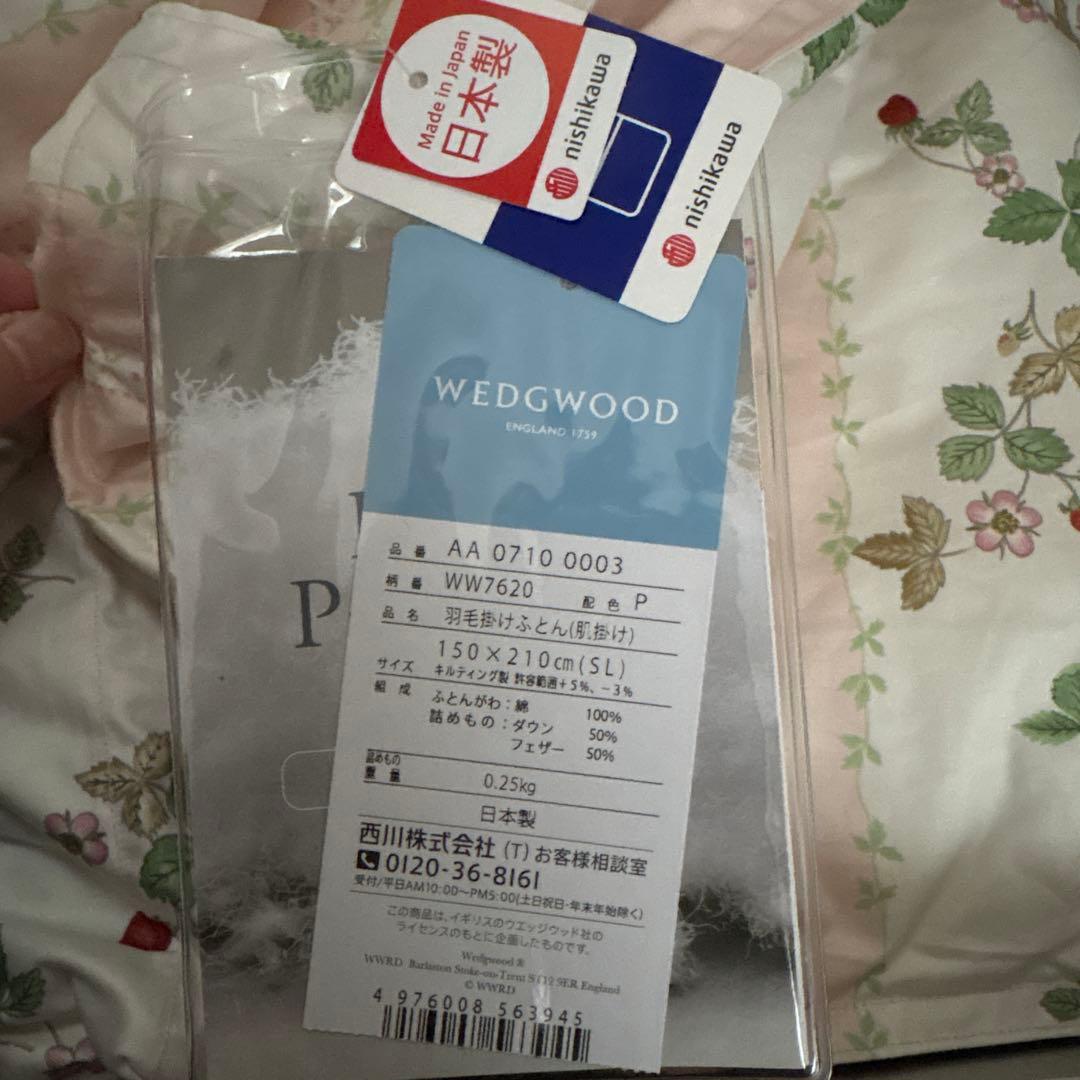 Made in Japan
日本製
nishikawa
nishikawa
WEDGWOOD
ENGLAND 1759
P
品番 AA 0710 0003
柄番 WW7620 配色 P
品名 羽毛掛けふとん(肌掛け)
150×210cm(SL)
サイズ キルティング製 許容範囲+5%、-3%
組成 ふとんがわ:綿 100%
詰めもの:ダウン 50%
フェザー 50%
詰めもの
重量 0.25kg
日本製
西川株式会社 (T) お客様相談室
0120-36-8161
受付/平日AM10:00~PM5:00(土日祝日・年末年始除く)
この商品は、イギリスのウエッジウッド社の
ライセンスのもとに企画したものです。
Wedgwood ®
WWRD Barlaston Stoke-on-Trent ST12 9ER England
© WWRD
4 976008 563945